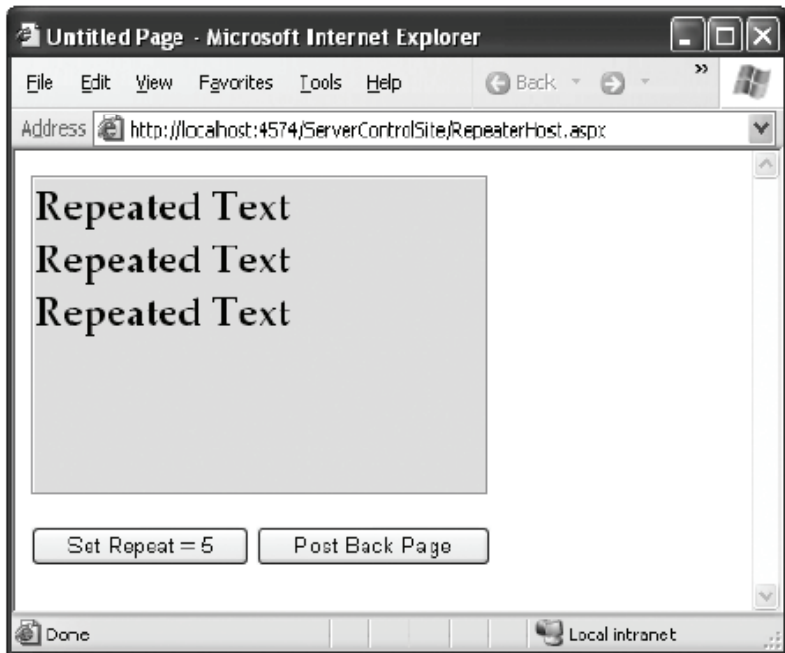 Untitled Page - Microsoft Internet Explorer
File Edit View Favorites Tools Help Back »
Address http://localhost:4574/ServerControlSite/RepeaterHost.aspx
Repeated Text
Repeated Text
Repeated Text
Set Repeat = 5 Post Back Page
Done Local intranet